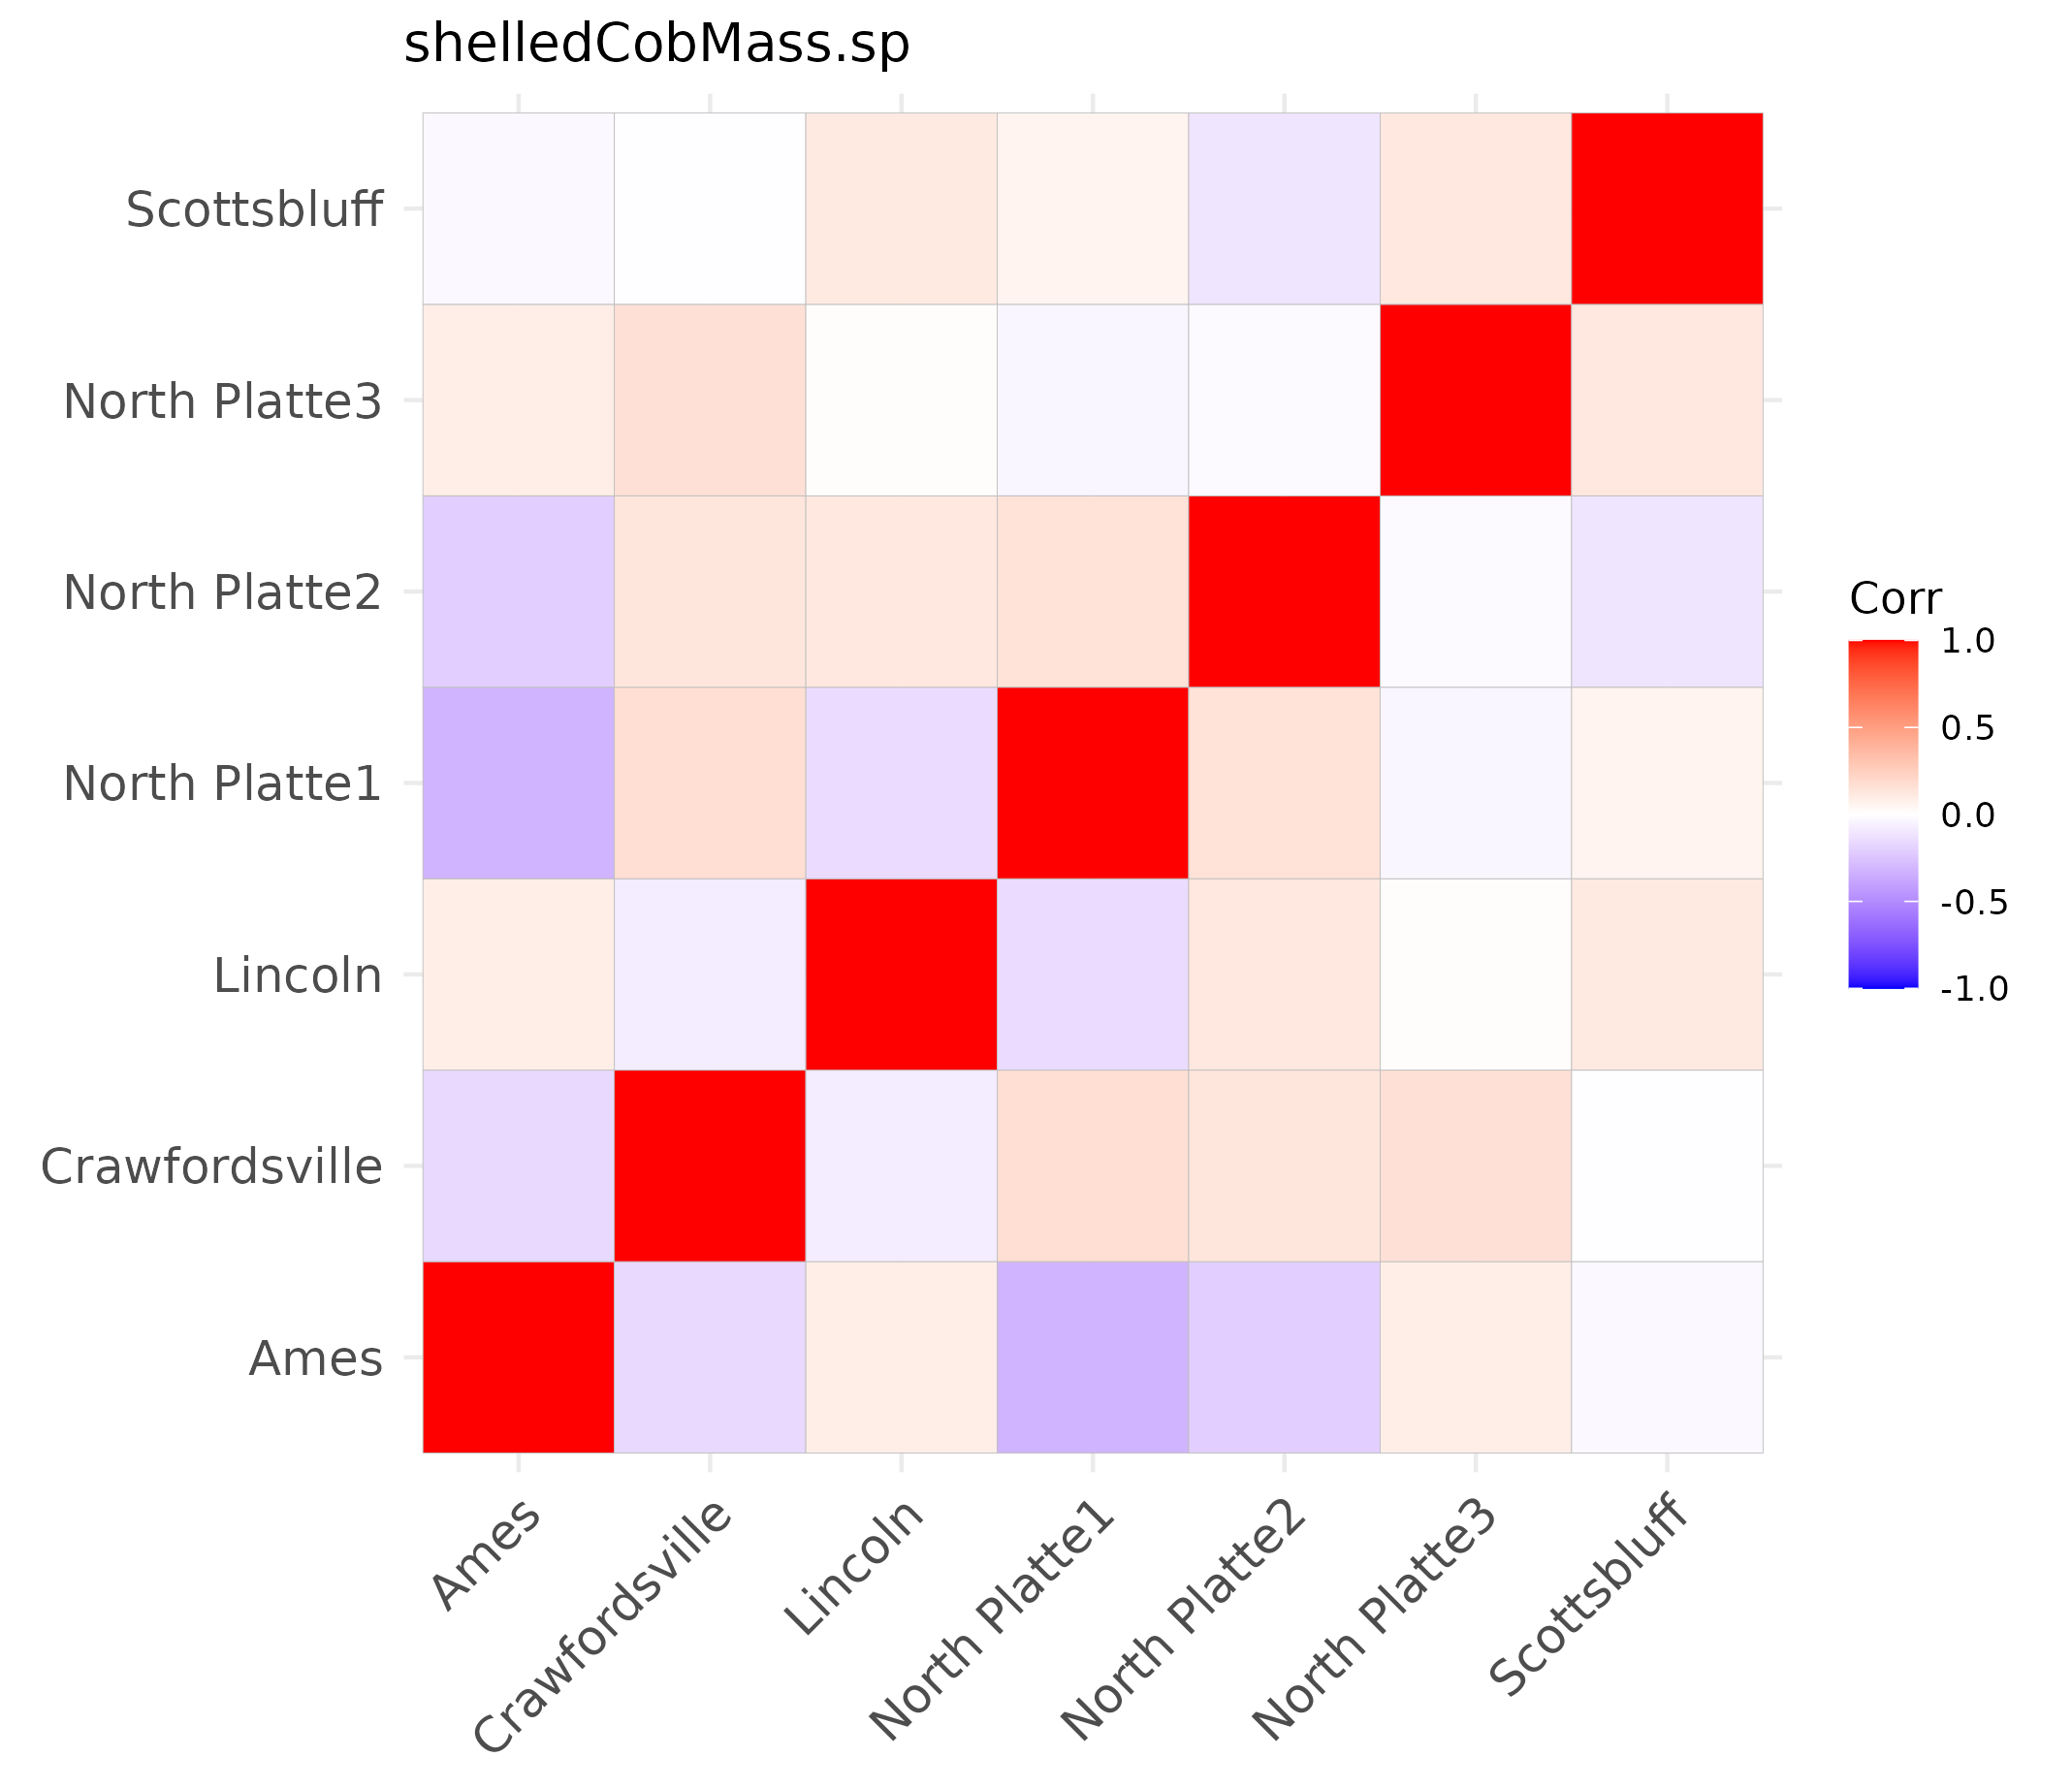 shelledCobMass.sp
Scottsbluff
North Platte3
North Platte2
North Platte1
Lincoln
Crawfordsville
Ames
Ames
Crawfordsville
Lincoln
North Platte1
North Platte2
North Platte3
Scottsbluff
Corr
1.0
0.5
0.0
-0.5
-1.0